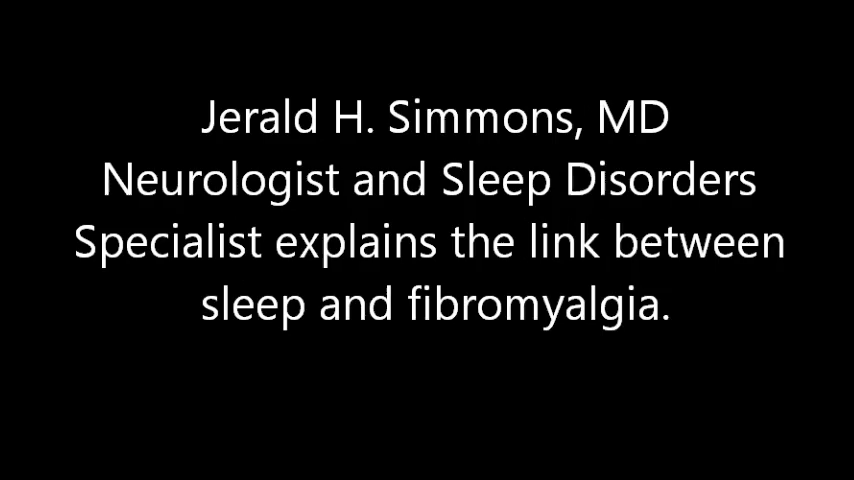 Jerald H. Simmons, MD
Neurologist and Sleep Disorders
Specialist explains the link between
sleep and fibromyalgia.